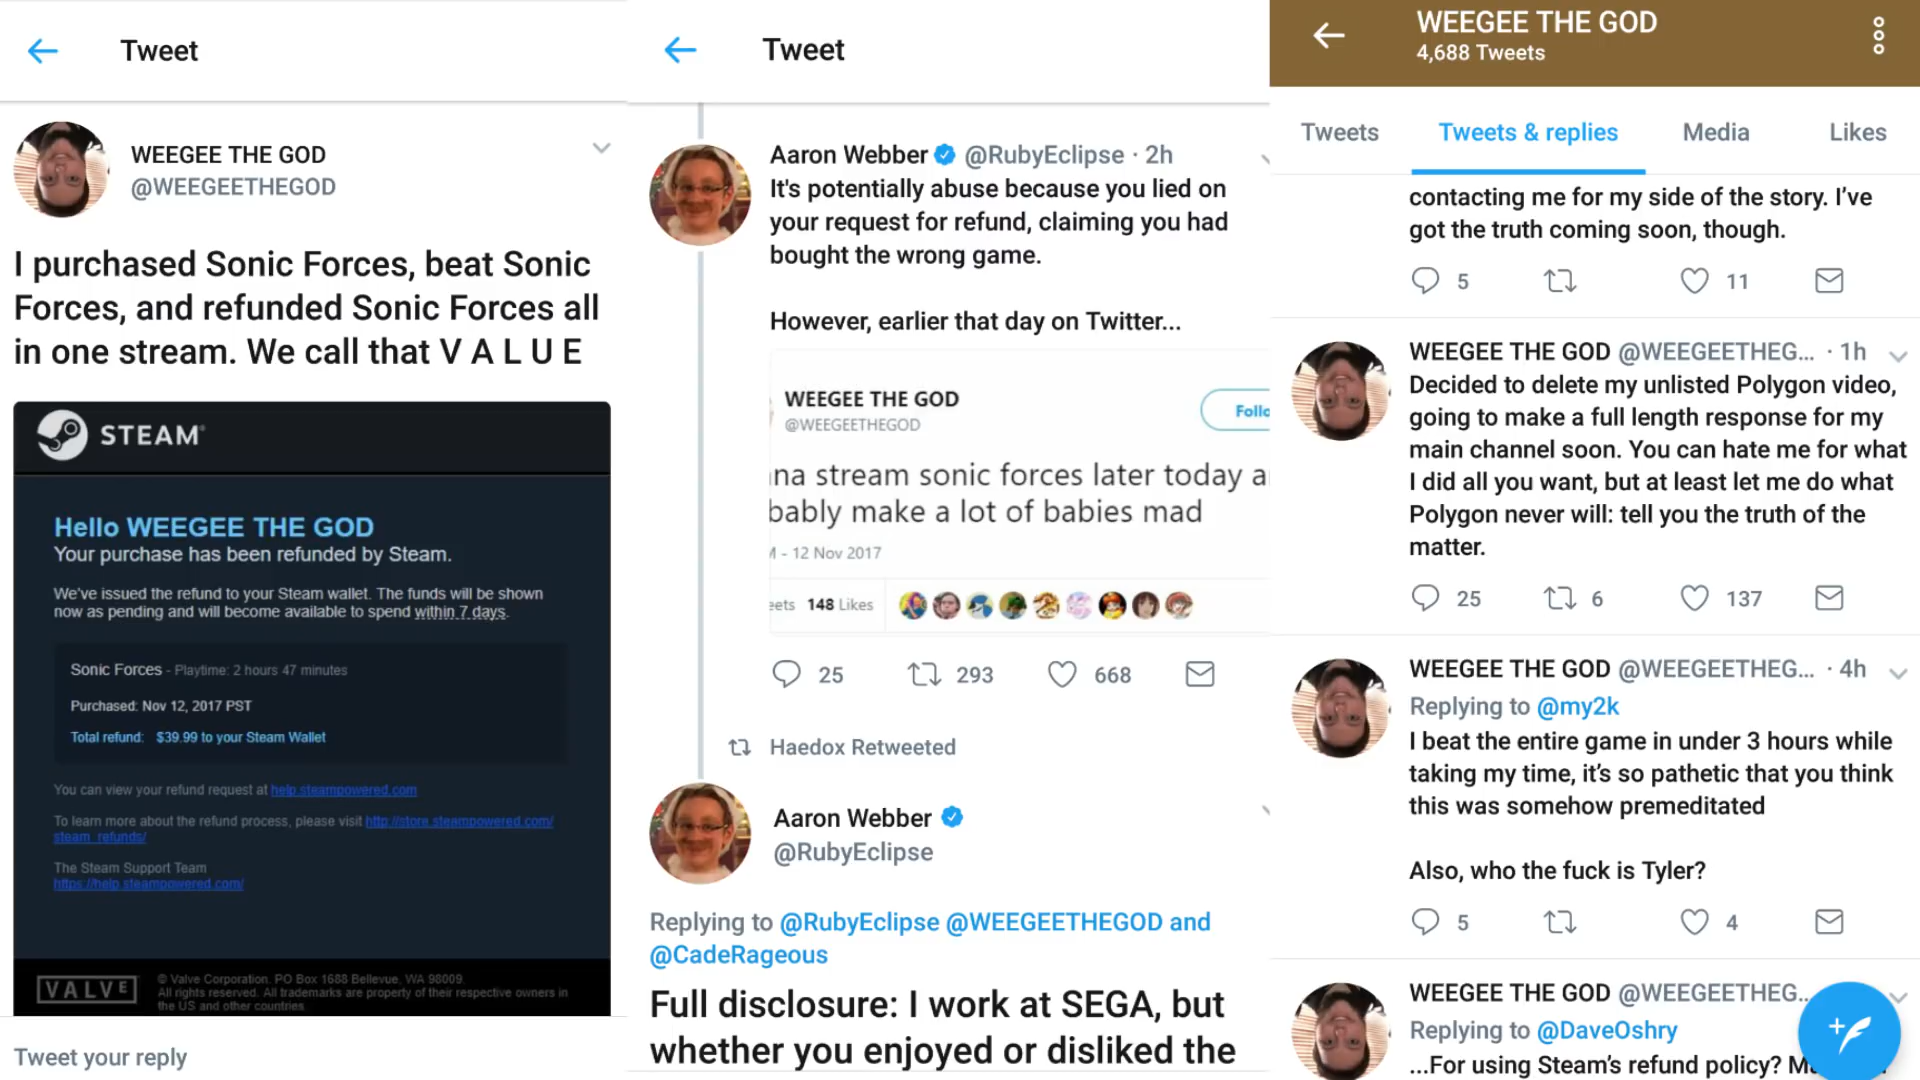 Tweet
WEEGEE THE GOD
@WEEGEETHEGOD
I purchased Sonic Forces, beat Sonic
Forces, and refunded Sonic Forces all
in one stream. We call that V A L U E
STEAM
Hello WEEGEE THE GOD
Your purchase has been refunded by Steam.
We've issued the refund to your Steam wallet. The funds will be shown
now as pending and will become available to spend within 7 days.
Sonic Forces - Playtime: 2 hours 47 minutes
Purchased: Nov 12, 2017 PST
Total refund: $39.99 to your Steam Wallet
You can view your refund request at help.steampowered.com
To learn more about the refund process, please visit http://store.steampowered.com/
steam_refunds/
The Steam Support Team
https://help.steampowered.com/
VALVE
© Valve Corporation. PO Box 1688 Bellevue, WA 98009.
All rights reserved. All trademarks are property of their respective owners in
the US and other countries.
Tweet your reply
Tweet
Aaron Webber @RubyEclipse · 2h
It's potentially abuse because you lied on
your request for refund, claiming you had
bought the wrong game.
However, earlier that day on Twitter...
WEEGEE THE GOD
@WEEGEETHEGOD
Follo
na stream sonic forces later today a
bably make a lot of babies mad
M - 12 Nov 2017
eets 148 Likes
25 293 668
Haedox Retweeted
Aaron Webber
@RubyEclipse
Replying to @RubyEclipse @WEEGEETHEGOD and
@CadeRageous
Full disclosure: I work at SEGA, but
whether you enjoyed or disliked the
WEEGEE THE GOD
4,688 Tweets
Tweets Tweets & replies Media Likes
contacting me for my side of the story. I've
got the truth coming soon, though.
5 11
WEEGEE THE GOD @WEEGEETHEG... · 1h
Decided to delete my unlisted Polygon video,
going to make a full length response for my
main channel soon. You can hate me for what
I did all you want, but at least let me do what
Polygon never will: tell you the truth of the
matter.
25 6 137
WEEGEE THE GOD @WEEGEETHEG... · 4h
Replying to @my2k
I beat the entire game in under 3 hours while
taking my time, it's so pathetic that you think
this was somehow premeditated
Also, who the fuck is Tyler?
5 4
WEEGEE THE GOD @WEEGEETHEG..
Replying to @DaveOshry
...For using Steam's refund policy?